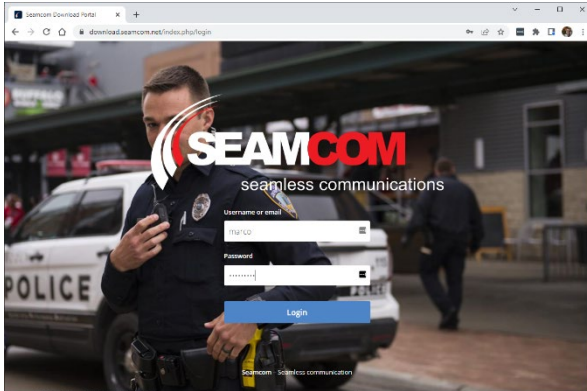 Seamcom Download Portal
download.seamcom.net/index.php/login
SEAMCOM
seamless communications
Username or email
marco
Password
·········
Login
POLICE
POLICE
Seamcom - Seamless communication